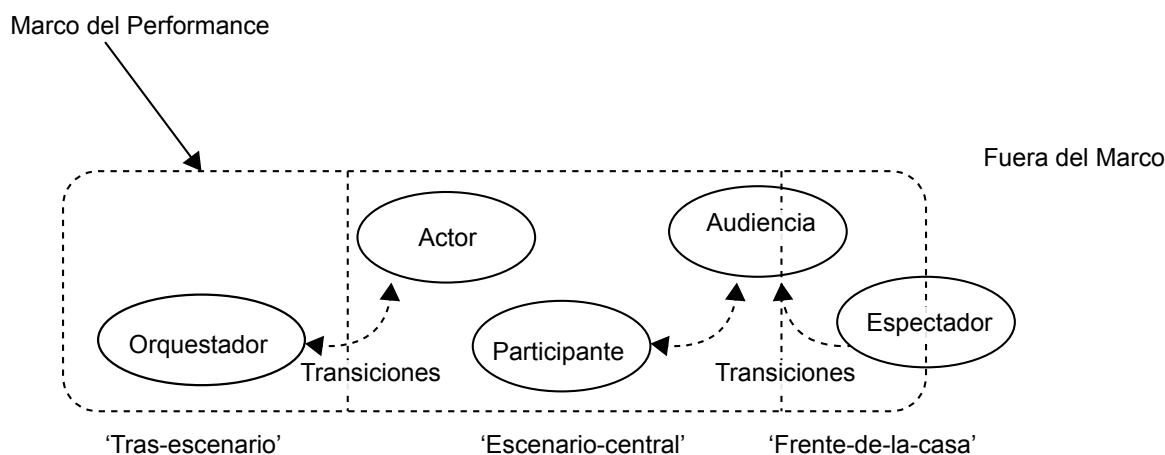 Marco del Performance
Fuera del Marco
Actor
Audiencia
Orquestador
Participante
Espectador
Transiciones
Transiciones
‘Tras-escenario’
‘Escenario-central’
‘Frente-de-la-casa’